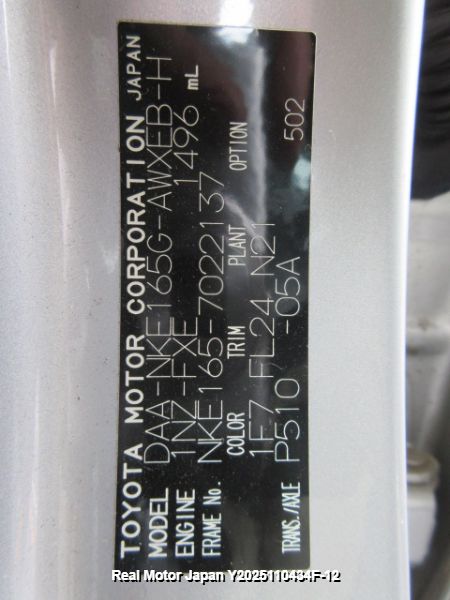 TOYOTA MOTOR CORPORATION JAPAN
MODEL DAA-NKE165G-AWXEB-H
ENGINE 1NZ-FXE 1496 mL
FRAME No. NKE165-7022137
COLOR TRIM PLANT OPTION
1F7 FL24 N21 502
TRANS./AXLE P510 -05A
Real Motor Japan Y2025110434F-12